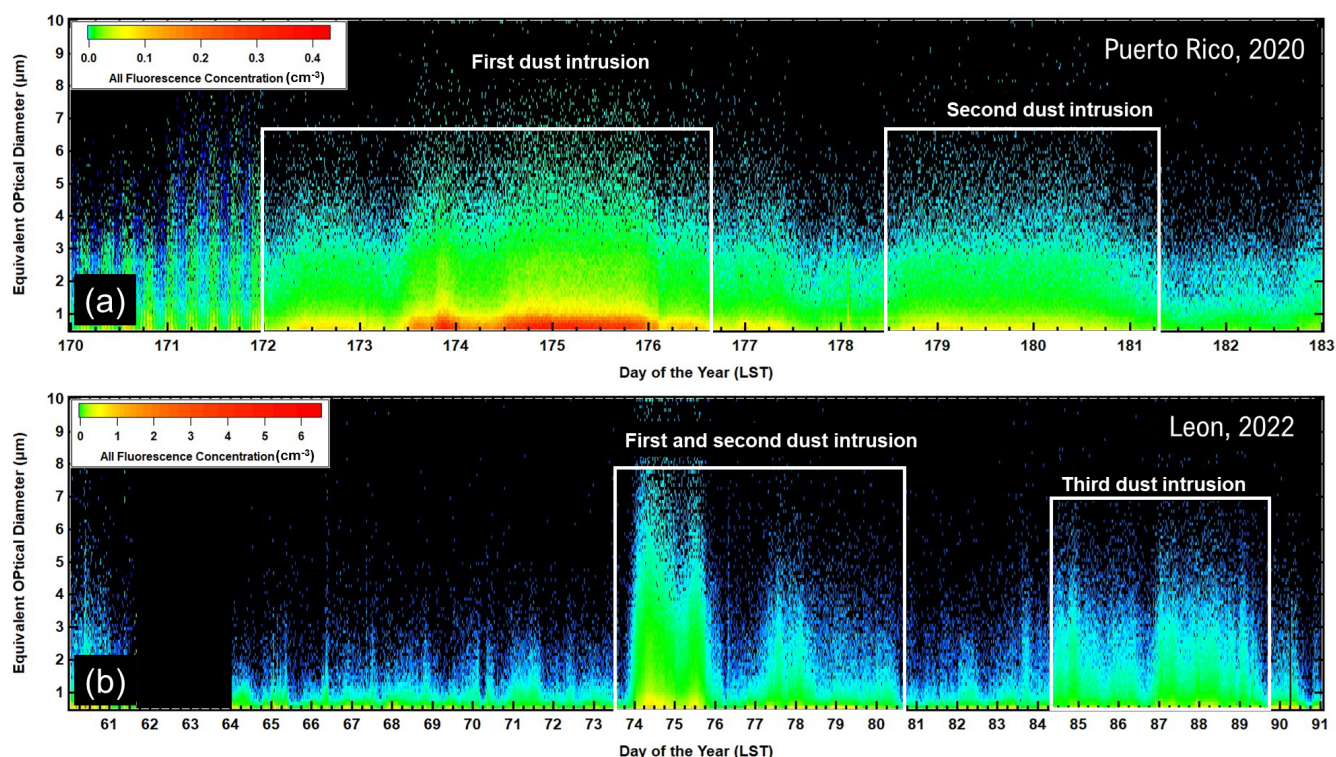 10
9
8
7
6
5
4
3
2
1
Equivalent OPtical Diameter (µm)
0.0 0.1 0.2 0.3 0.4
All Fluorescence Concentration (cm-3)
Puerto Rico, 2020
First dust intrusion
Second dust intrusion
(a)
170 171 172 173 174 175 176 177 178 179 180 181 182 183
Day of the Year (LST)
10
9
8
7
6
5
4
3
2
1
Equivalent OPtical Diameter (µm)
0 1 2 3 4 5 6
All Fluorescence Concentration (cm-3)
Leon, 2022
First and second dust intrusion
Third dust intrusion
(b)
61 62 64 65 66 67 68 69 70 71 72 73 74 75 76 77 78 79 80 81 82 83 84 85 86 87 88 89 90 91
Day of the Year (LST)